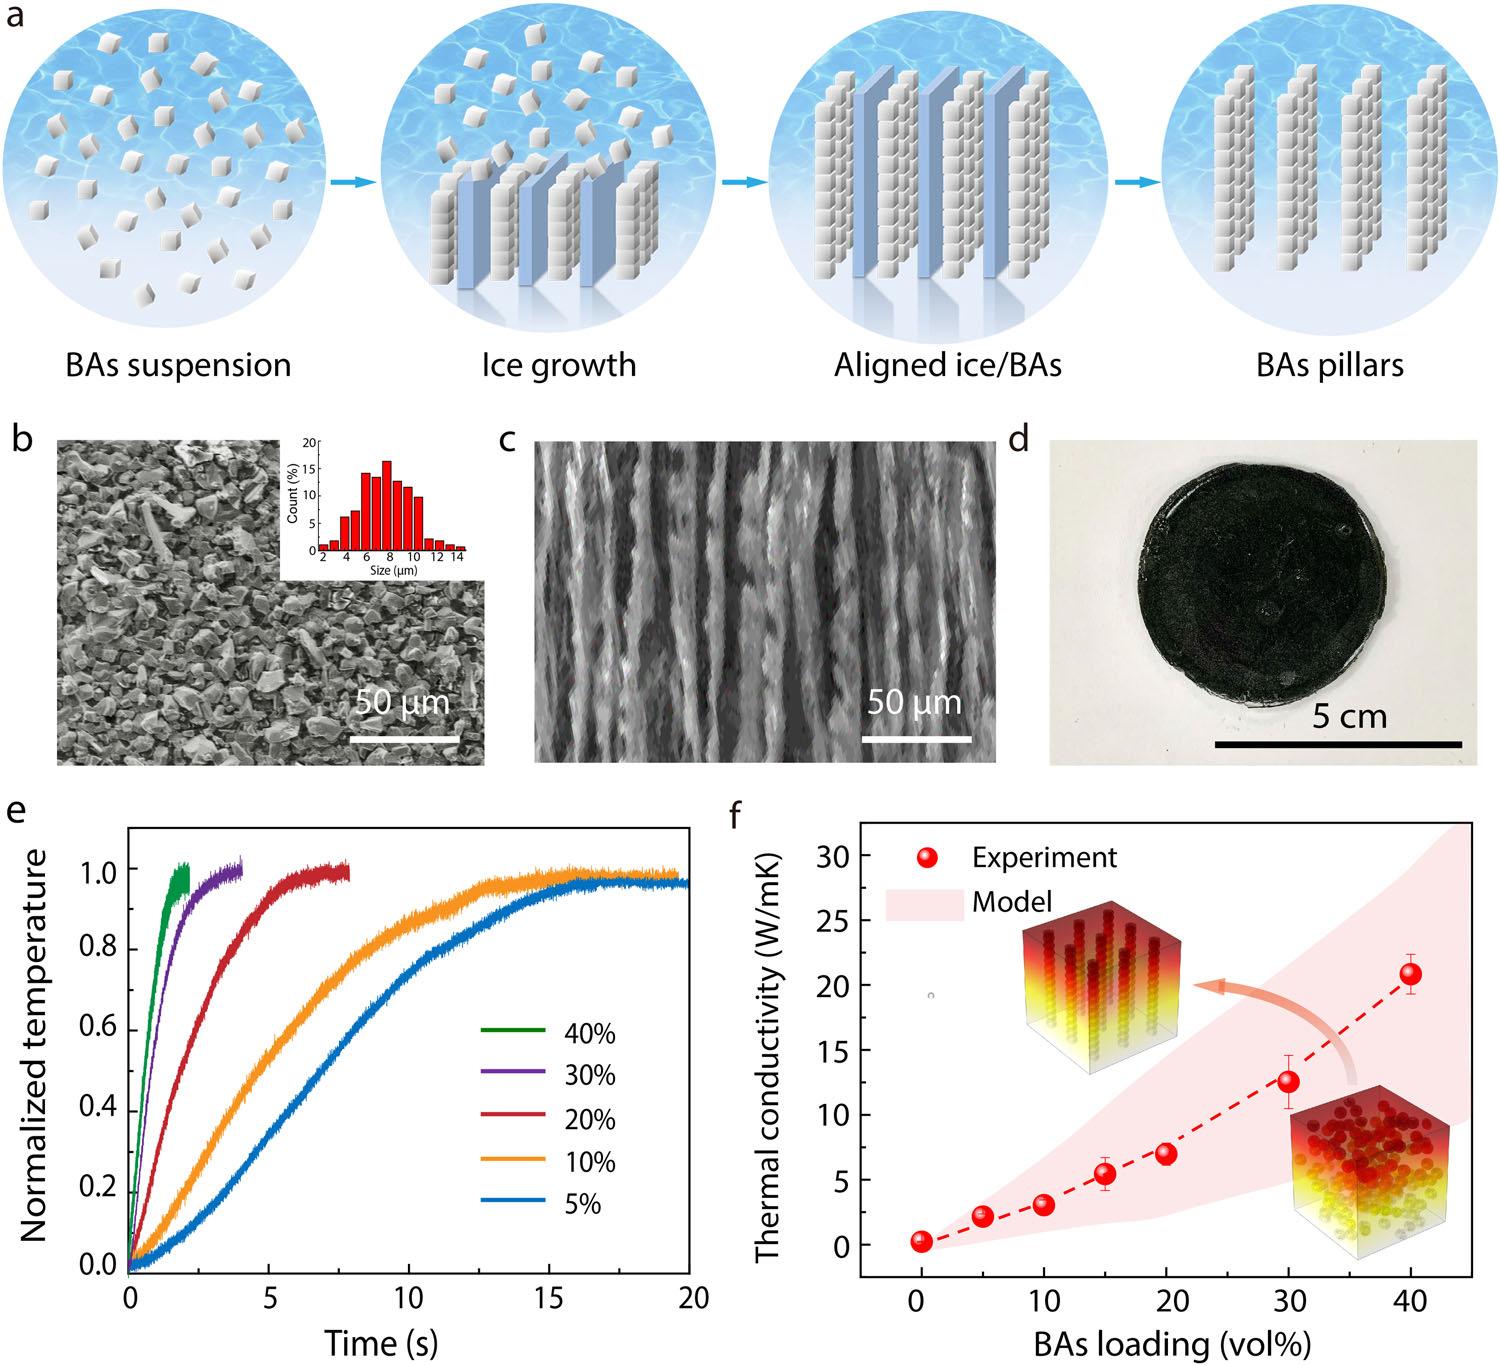 a
BAs suspension
Ice growth
Aligned ice/BAs
BAs pillars
b
20
15
10
5
0
Count (%)
2 4 6 8 10 12 14
Size (µm)
50 µm
c
50 µm
d
5 cm
e
Normalized temperature
1.0
0.8
0.6
0.4
0.2
0.0
40%
30%
20%
10%
5%
0 5 10 15 20
Time (s)
f
Thermal conductivity (W/mK)
30
25
20
15
10
5
0
Experiment
Model
0 10 20 30 40
BAs loading (vol%)